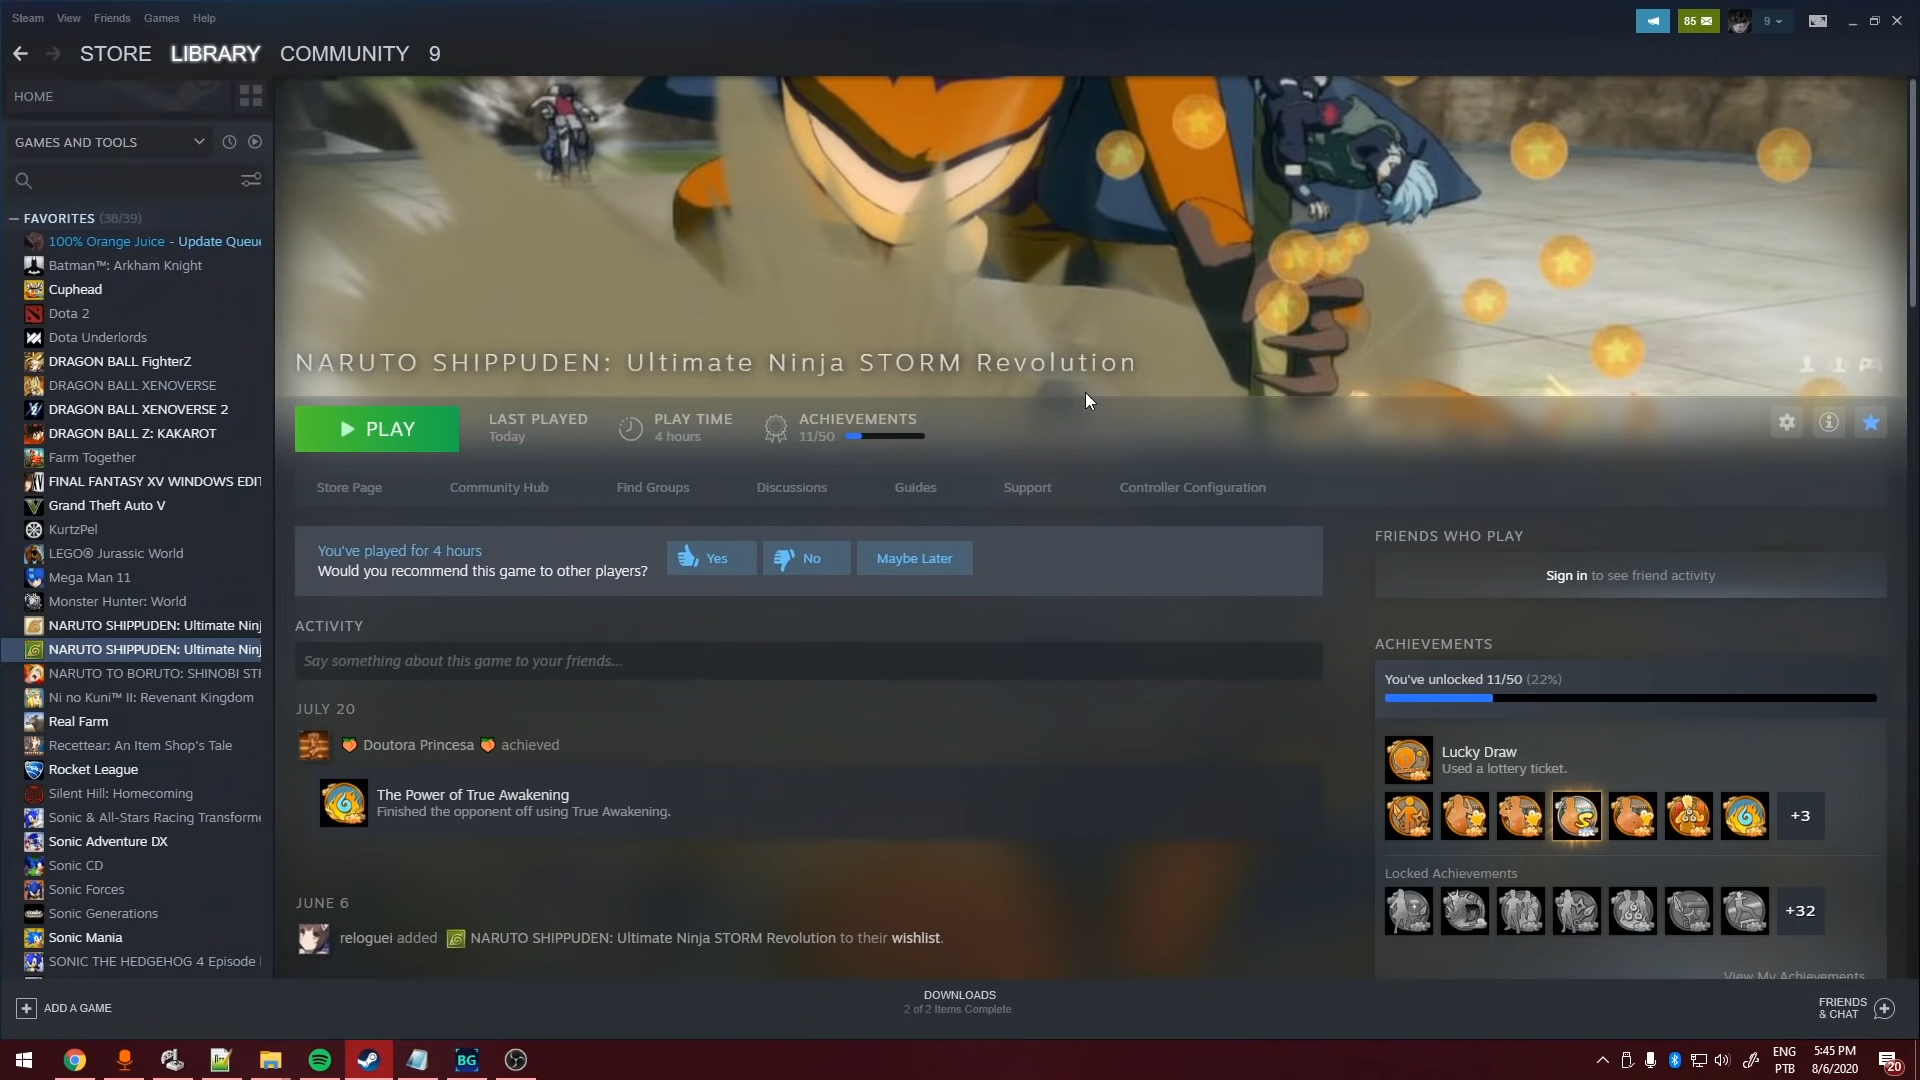 Steam View Friends Games Help
85
9
STORE LIBRARY COMMUNITY 9
HOME
GAMES AND TOOLS
FAVORITES (38/39)
100% Orange Juice - Update Queue
Batman™: Arkham Knight
Cuphead
Dota 2
Dota Underlords
DRAGON BALL FighterZ
DRAGON BALL XENOVERSE
DRAGON BALL XENOVERSE 2
DRAGON BALL Z: KAKAROT
Farm Together
FINAL FANTASY XV WINDOWS EDIT
Grand Theft Auto V
KurtzPel
LEGO® Jurassic World
Mega Man 11
Monster Hunter: World
NARUTO SHIPPUDEN: Ultimate Ninj
NARUTO SHIPPUDEN: Ultimate Ninj
NARUTO TO BORUTO: SHINOBI STR
Ni no Kuni™ II: Revenant Kingdom
Real Farm
Recettear: An Item Shop's Tale
Rocket League
Silent Hill: Homecoming
Sonic & All-Stars Racing Transforme
Sonic Adventure DX
Sonic CD
Sonic Forces
Sonic Generations
Sonic Mania
SONIC THE HEDGEHOG 4 Episode I
ADD A GAME
NARUTO SHIPPUDEN: Ultimate Ninja STORM Revolution
PLAY
LAST PLAYED
Today
PLAY TIME
4 hours
ACHIEVEMENTS
11/50
Store Page
Community Hub
Find Groups
Discussions
Guides
Support
Controller Configuration
You've played for 4 hours
Would you recommend this game to other players?
Yes
No
Maybe Later
ACTIVITY
Say something about this game to your friends...
JULY 20
Doutora Princesa achieved
The Power of True Awakening
Finished the opponent off using True Awakening.
JUNE 6
reloguei added NARUTO SHIPPUDEN: Ultimate Ninja STORM Revolution to their wishlist.
FRIENDS WHO PLAY
Sign in to see friend activity
ACHIEVEMENTS
You've unlocked 11/50 (22%)
Lucky Draw
Used a lottery ticket.
+3
Locked Achievements
+32
View My Achievements
DOWNLOADS
2 of 2 Items Complete
FRIENDS
& CHAT
BG
ENG
PTB
5:45 PM
8/6/2020
20